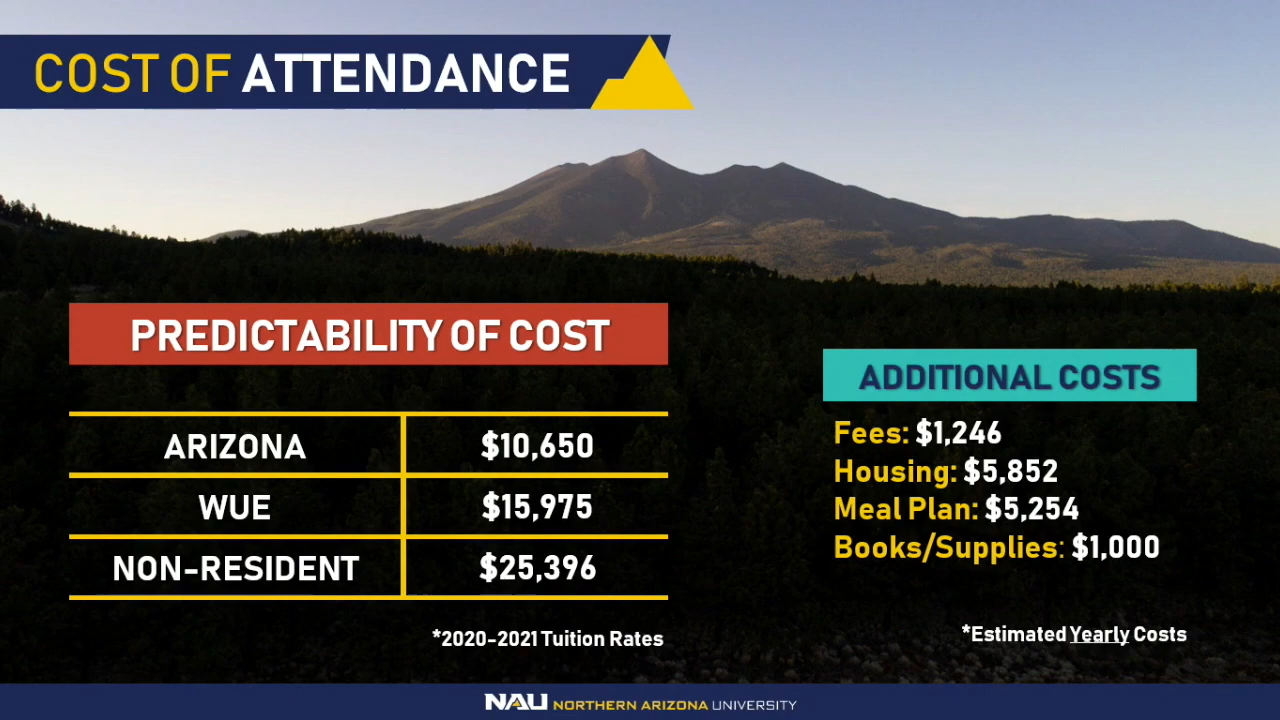 COST OF ATTENDANCE
PREDICTABILITY OF COST
ARIZONA $10,650
WUE $15,975
NON-RESIDENT $25,396
*2020-2021 Tuition Rates
ADDITIONAL COSTS
Fees: $1,246
Housing: $5,852
Meal Plan: $5,254
Books/Supplies: $1,000
*Estimated Yearly Costs
NAU NORTHERN ARIZONA UNIVERSITY